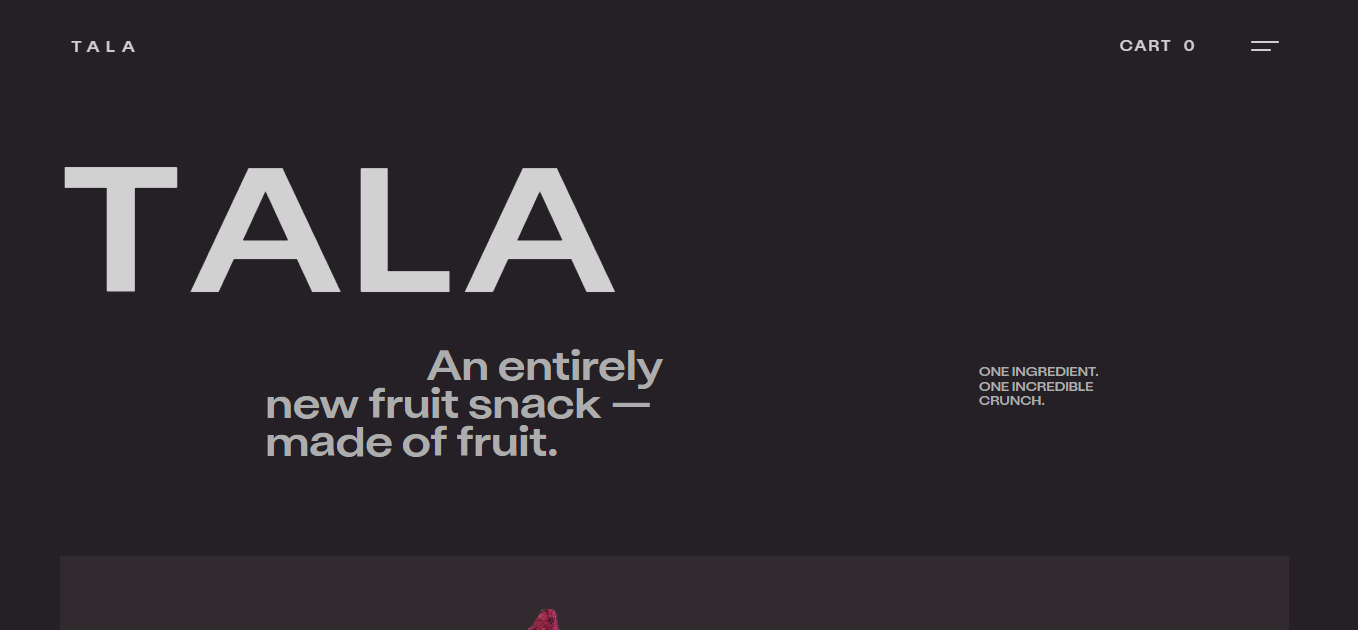 TALA
CART 0
TALA
An entirely
new fruit snack —
made of fruit.
ONE INGREDIENT.
ONE INCREDIBLE
CRUNCH.